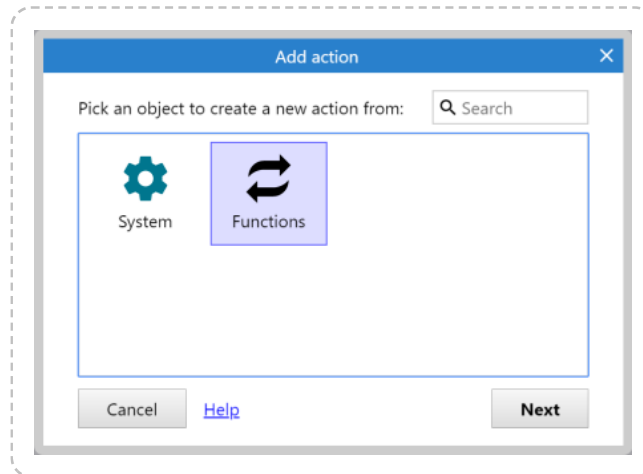 Add action
Pick an object to create a new action from: Search
System Functions
Cancel Help Next